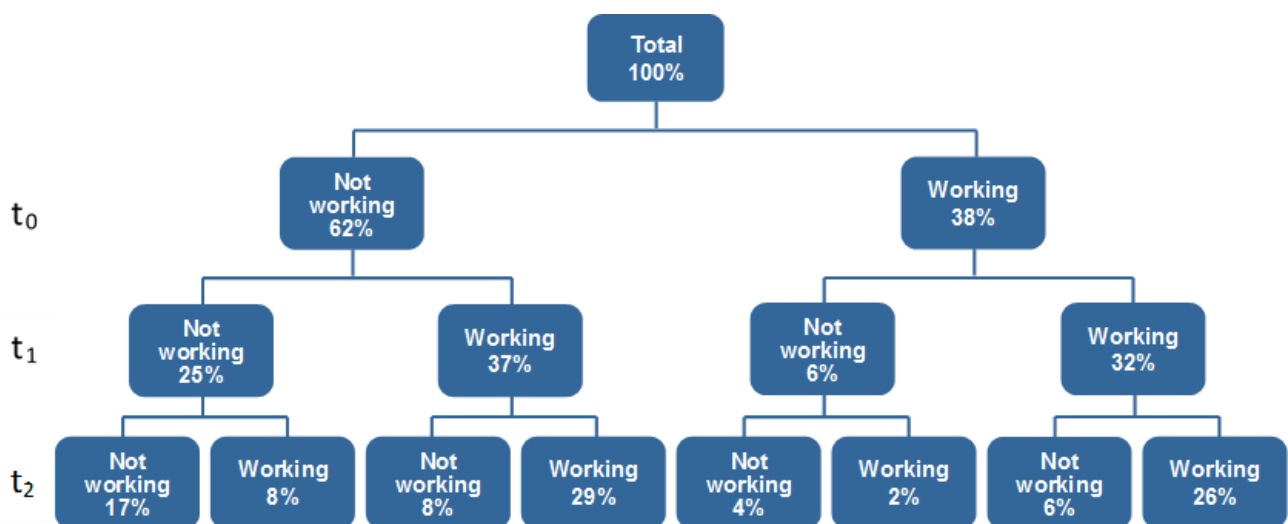 Total
100%
t₀
Not
working
62%
Working
38%
t₁
Not
working
25%
Working
37%
Not
working
6%
Working
32%
t₂
Not
working
17%
Working
8%
Not
working
8%
Working
29%
Not
working
4%
Working
2%
Not
working
6%
Working
26%